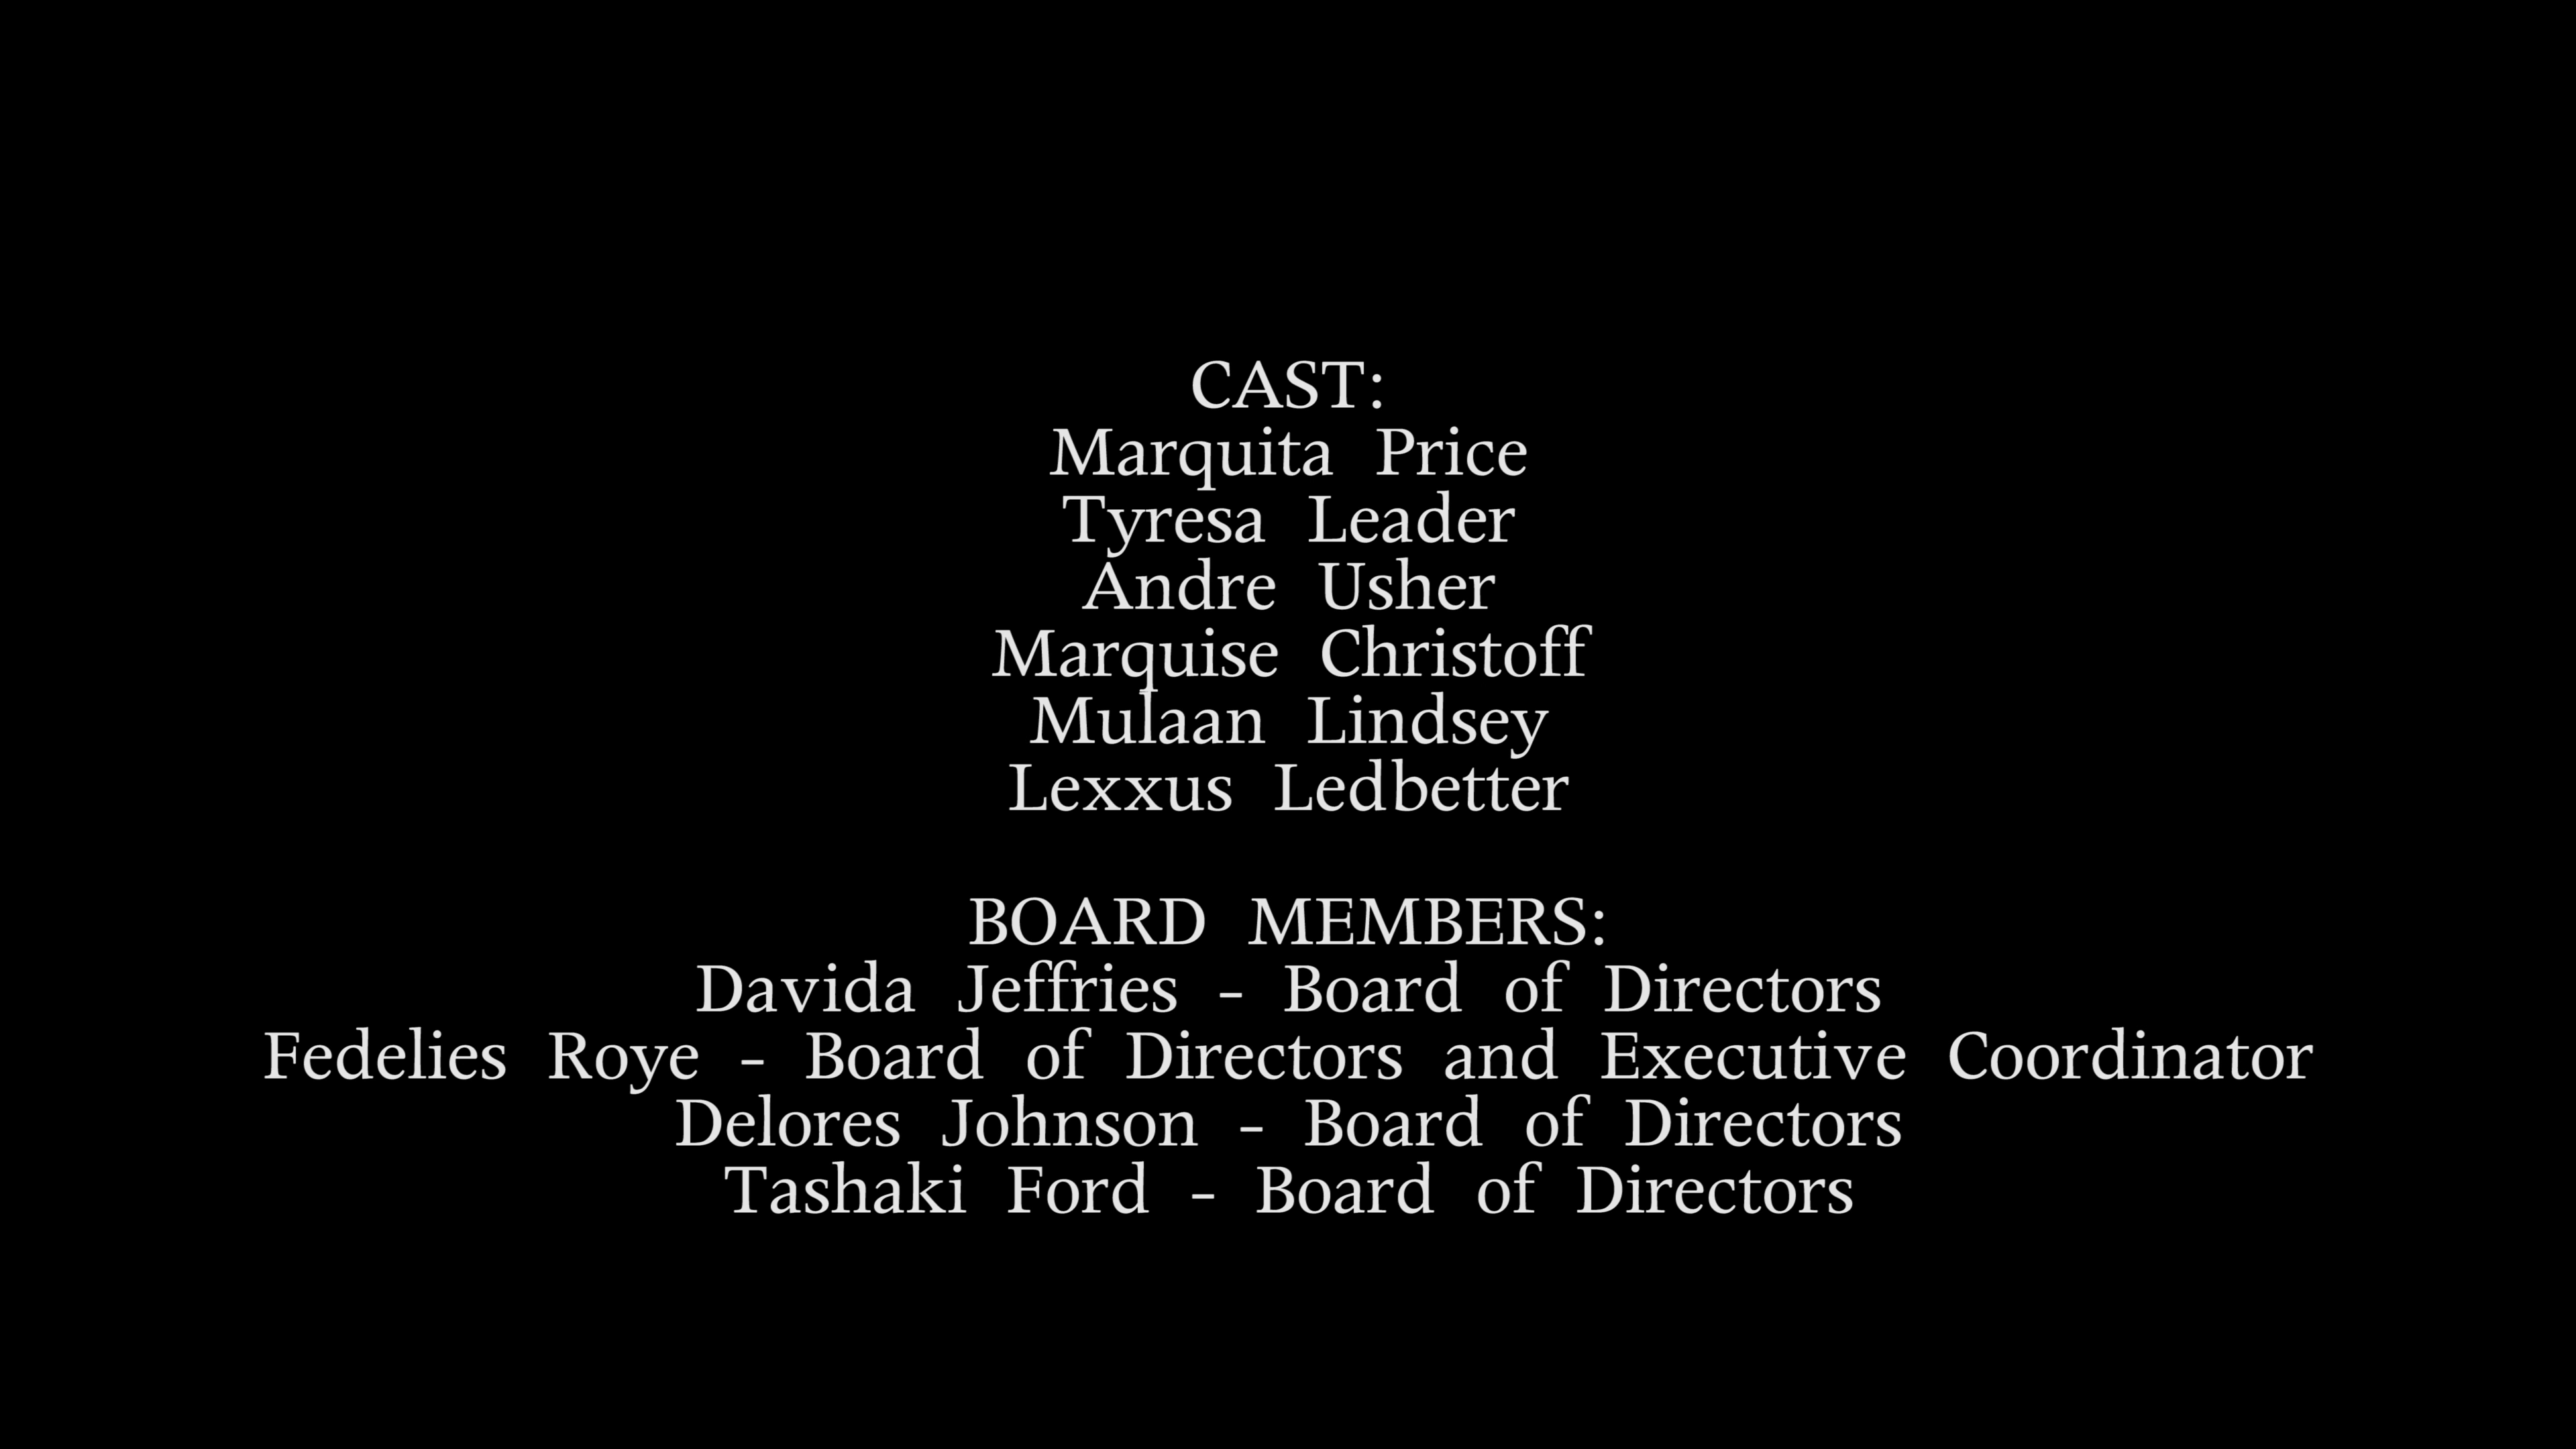 CAST:
Marquita Price
Tyresa Leader
Andre Usher
Marquise Christoff
Mulaan Lindsey
Lexxus Ledbetter
BOARD MEMBERS:
Davida Jeffries - Board of Directors
Fedelies Roye - Board of Directors and Executive Coordinator
Delores Johnson - Board of Directors
Tashaki Ford - Board of Directors